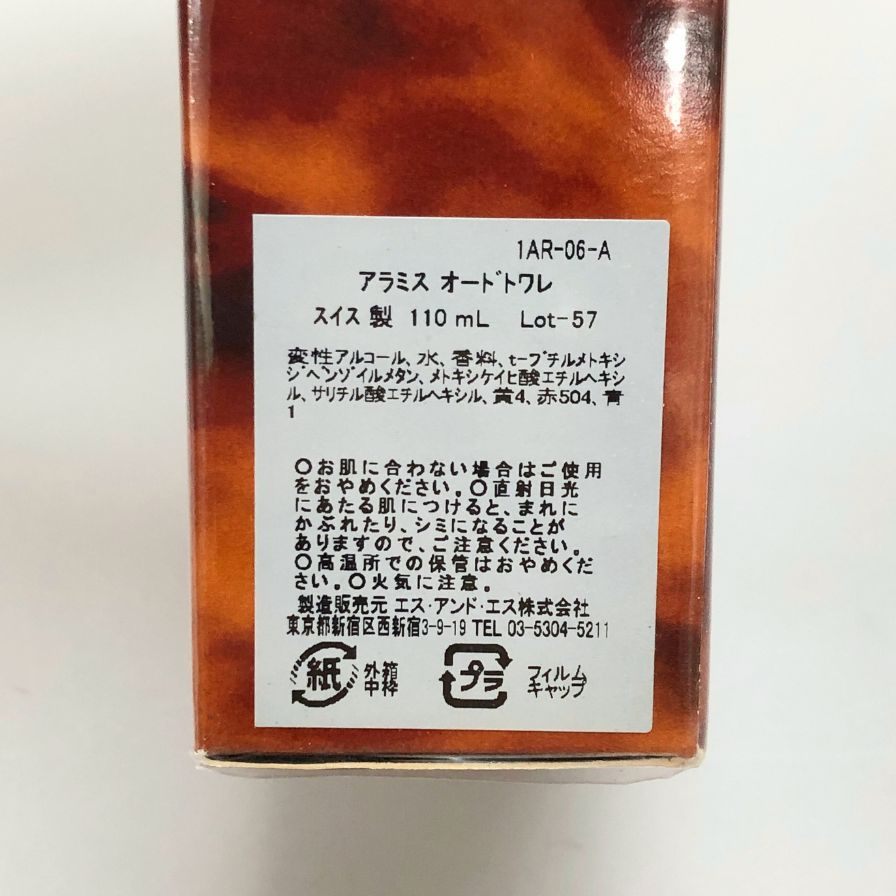 1AR-06-A
アラミス オードトワレ
スイス 製 110 mL Lot-57
変性アルコール、水、香料、t-ブチルメトキシ
ジベンゾイルメタン、メトキシケイヒ酸エチルヘキシ
ル、サリチル酸エチルヘキシル、黄4、赤504、青
1
○お肌に合わない場合はご使用
をおやめください。○直射日光
にあたる肌につけると、まれに
かぶれたり、シミになることが
ありますので、ご注意ください。
○高温所での保管はおやめくだ
さい。○火気に注意。
製造販売元 エス・アンド・エス株式会社
東京都新宿区西新宿3-9-19 TEL 03-5304-5211
紙 外箱 プラ フィルム
中枠 キャップ